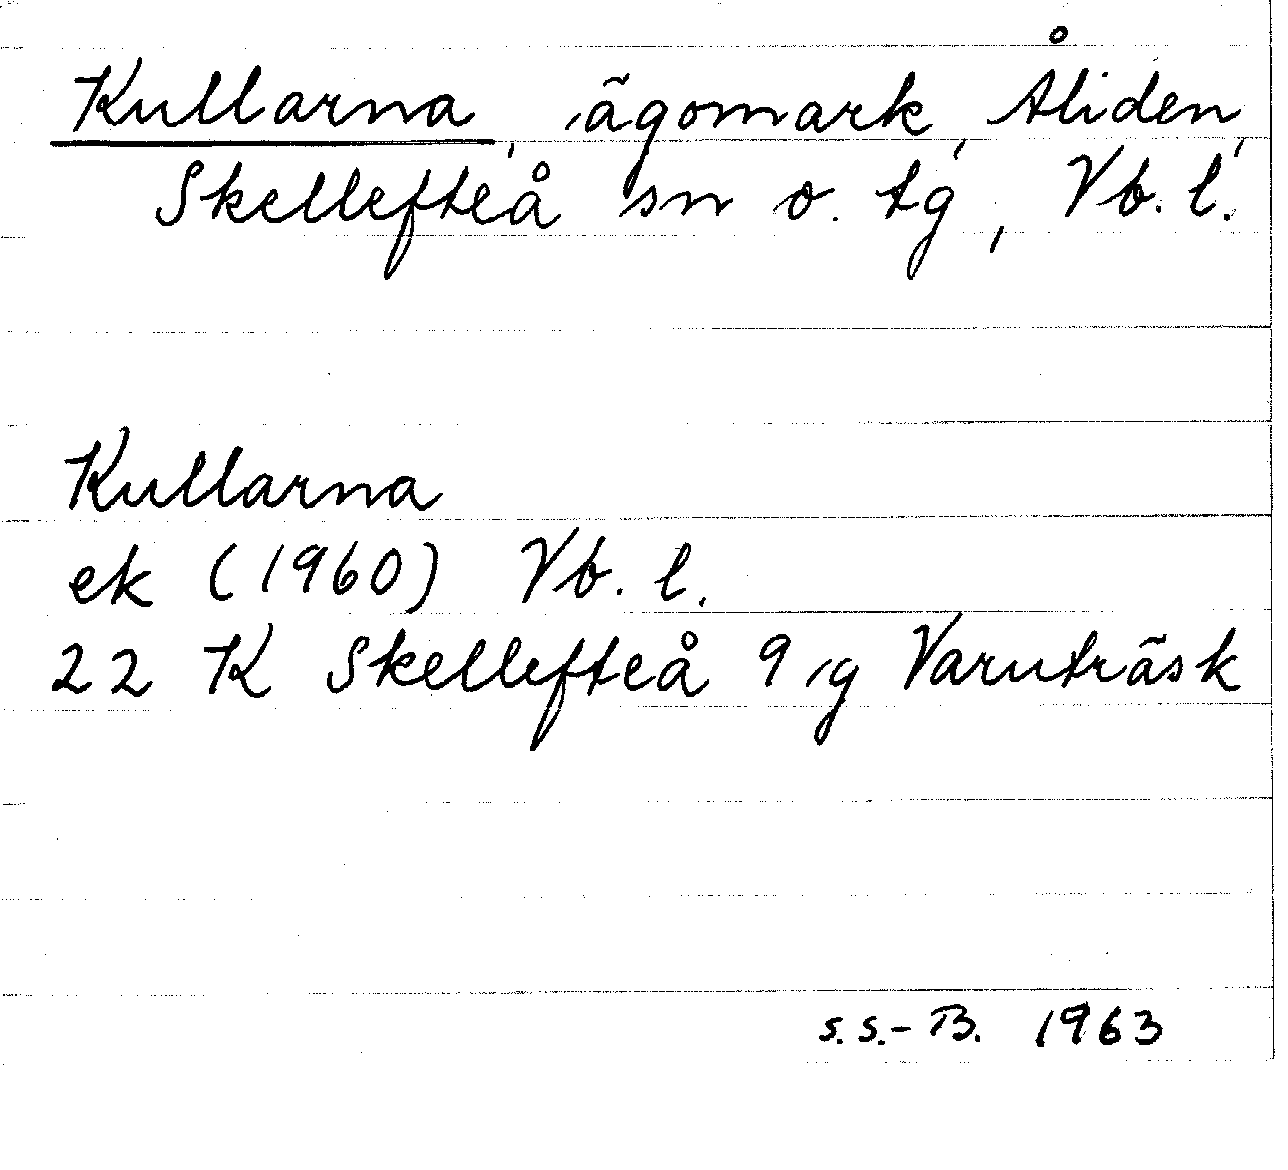 Kullarna, ägomark, Åliden,
Skellefteå sn o. tg, Vb. l.
Kullarna
ek (1960) Vb. l.
22 K Skellefteå 9 g Varuträsk
S.S.-B. 1963